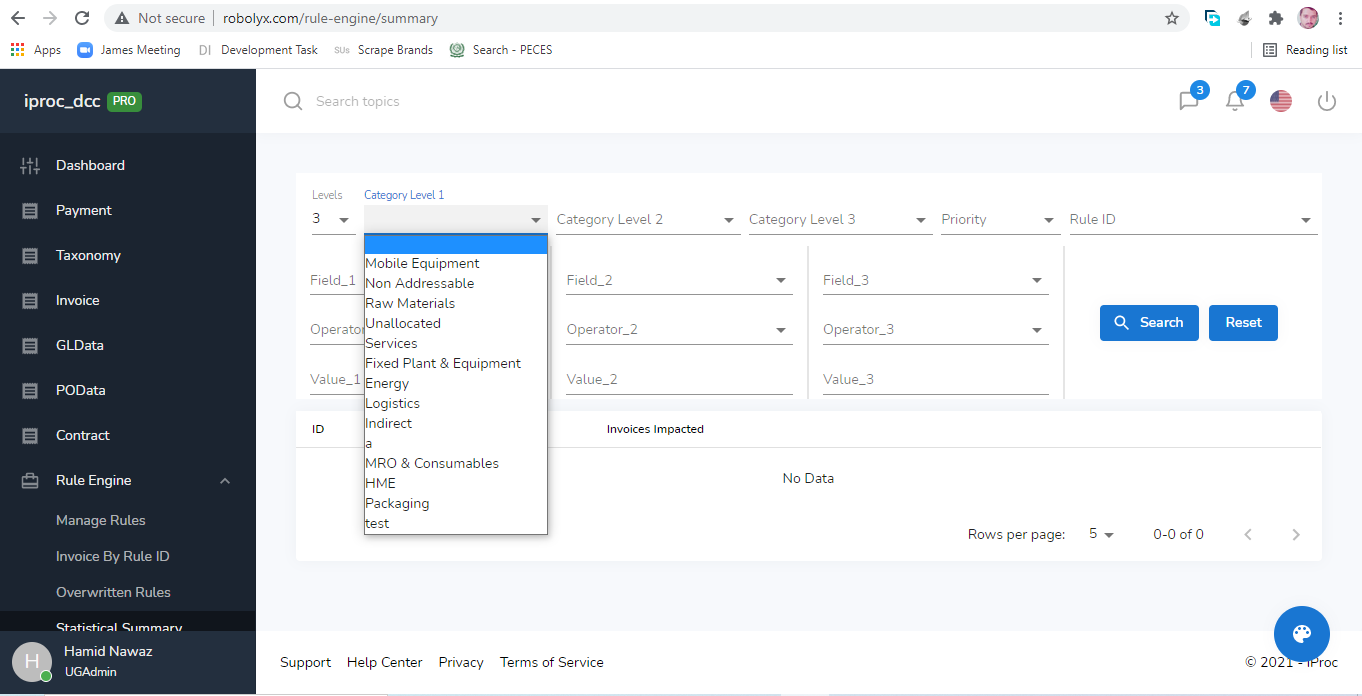 Not secure robolyx.com/rule-engine/summary
Apps James Meeting DI Development Task SUs Scrape Brands Search - PECES Reading list
iproc_dcc PRO
Search topics
3 7
Dashboard
Payment
Taxonomy
Invoice
GLData
POData
Contract
Rule Engine
Manage Rules
Invoice By Rule ID
Overwritten Rules
Statistical Summary
H
Hamid Nawaz
UGAdmin
Levels Category Level 1
3 Category Level 2 Category Level 3 Priority Rule ID
Mobile Equipment
Non Addressable
Raw Materials
Unallocated
Services
Fixed Plant & Equipment
Energy
Logistics
Indirect
a
MRO & Consumables
HME
Packaging
test
Field_1 Field_2 Field_3
Operator Operator_2 Operator_3
Value_1 Value_2 Value_3
Search Reset
ID Invoices Impacted
No Data
Rows per page: 5 0-0 of 0
Support Help Center Privacy Terms of Service
© 2021 - iProc